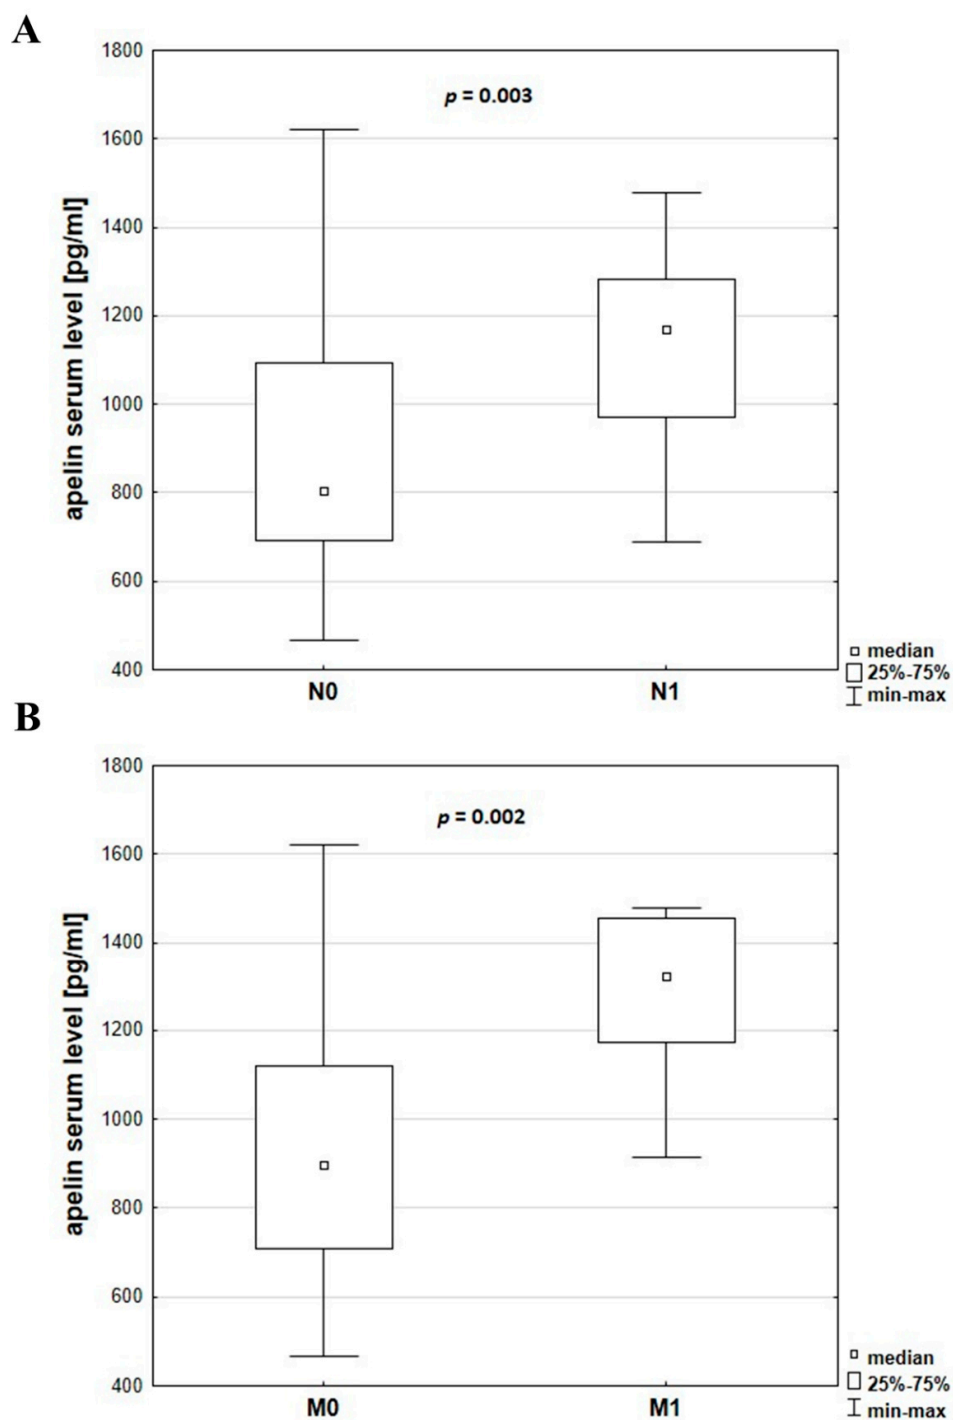 A
1800
p = 0.003
1600
1400
1200
1000
800
600
400
apelin serum level [pg/ml]
N0
N1
median
25%-75%
min-max
B
1800
p = 0.002
1600
1400
1200
1000
800
600
400
apelin serum level [pg/ml]
M0
M1
median
25%-75%
min-max